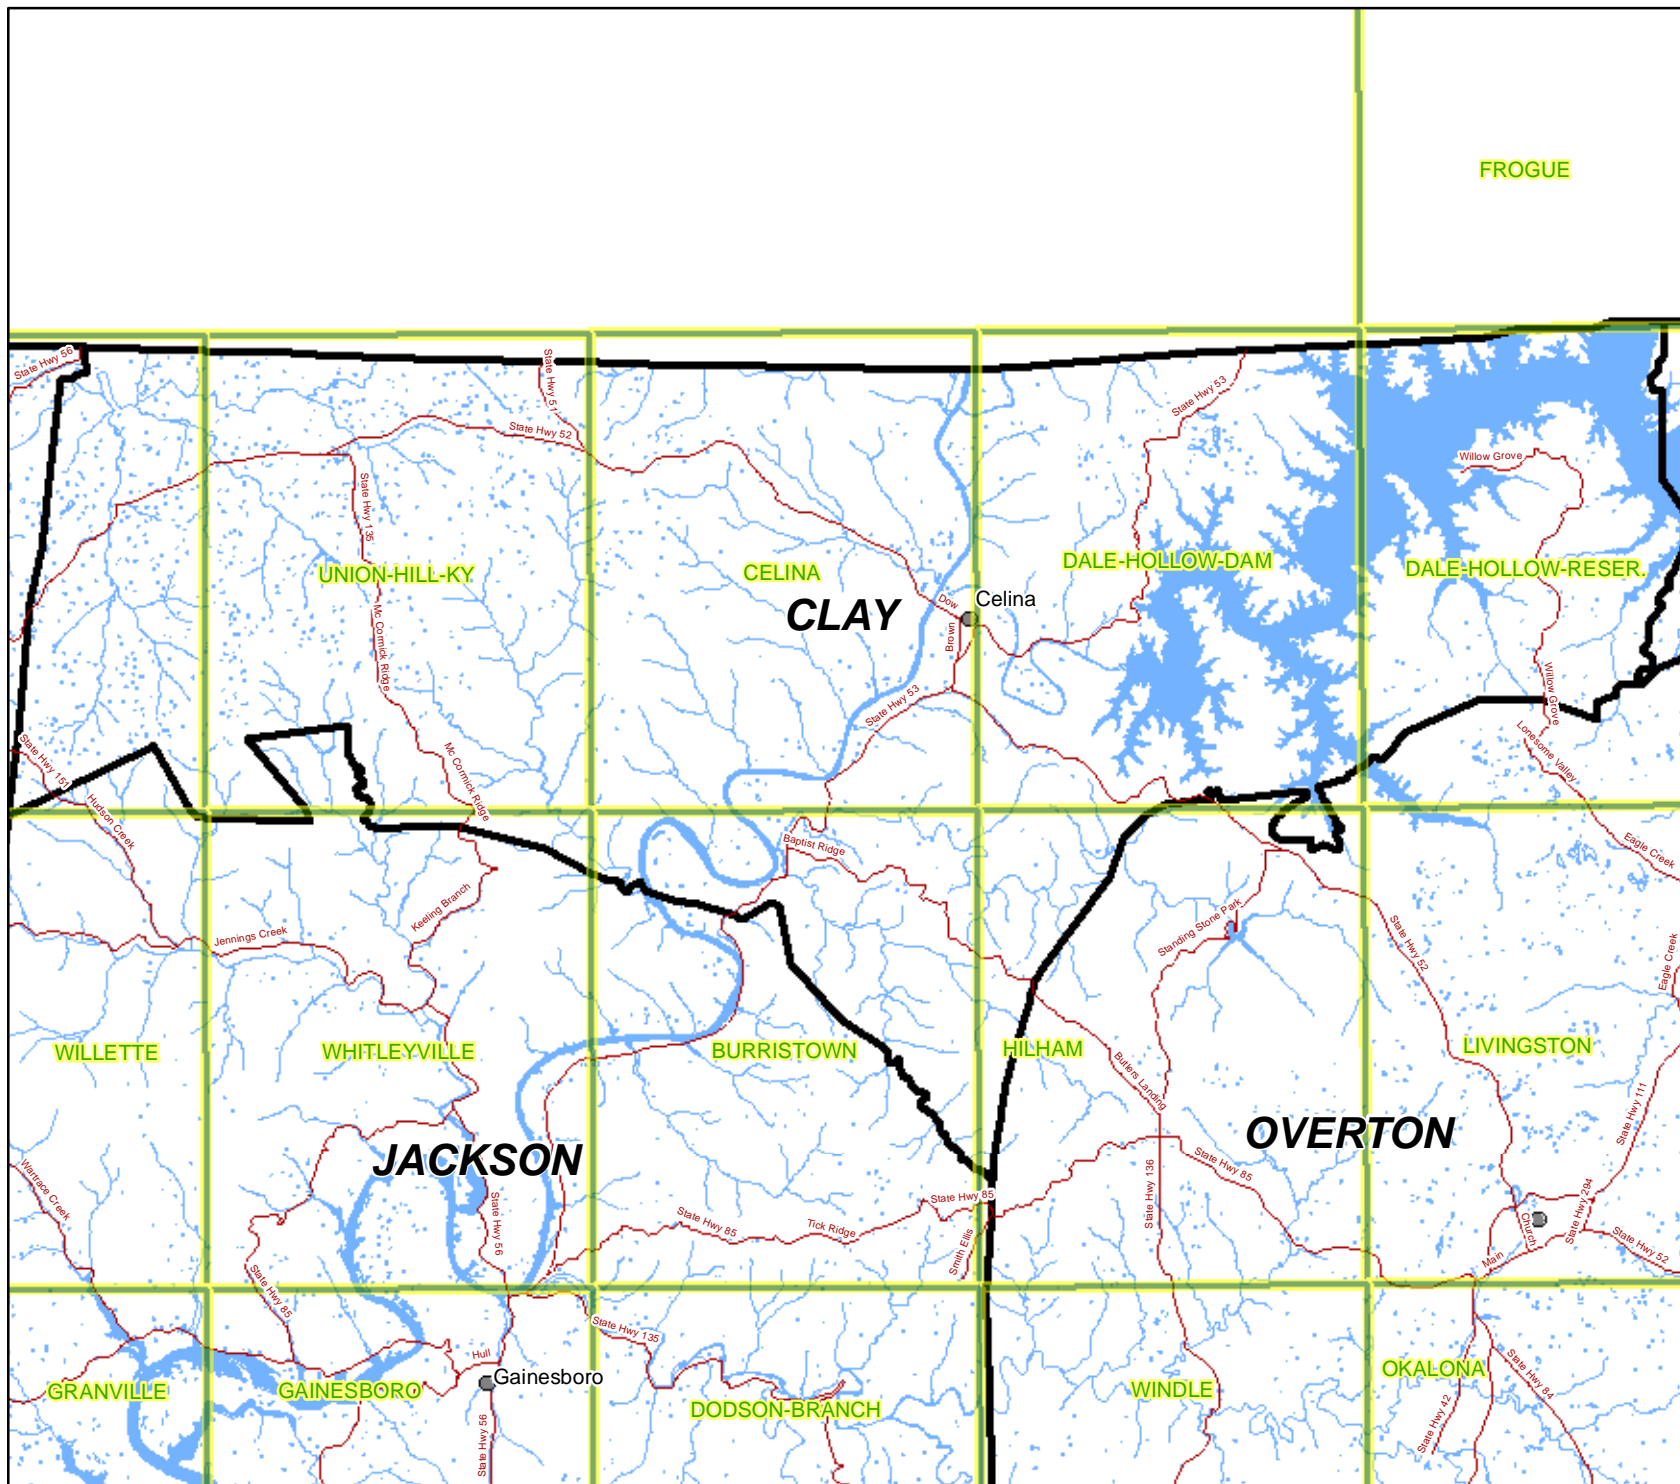 FROGUE
State Hwy 56
State Hwy 51
State Hwy 52
State Hwy 53
Willow Grove
State Hwy 135
UNION-HILL-KY
CELINA
DALE-HOLLOW-DAM
DALE-HOLLOW-RESER.
CLAY
Dow
Celina
Brown
Mc Cormick Ridge
Willow Grove
State Hwy 53
State Hwy 151
Mc Cormick Ridge
Lonesome Valley
Hudson Creek
Baptist Ridge
Eagle Creek
Keeling Branch
Jennings Creek
Standing Stone Park
State Hwy 52
Eagle Creek
WILLETTE
WHITLEYVILLE
BURRISTOWN
HILHAM
LIVINGSTON
Butlers Landing
State Hwy 111
JACKSON
OVERTON
Wartrace Creek
State Hwy 56
State Hwy 85
Tick Ridge
State Hwy 85
Smith Ellis
State Hwy 136
State Hwy 85
Church
State Hwy 294
State Hwy 52
Main
State Hwy 85
State Hwy 135
Hull
Gainesboro
GRANVILLE
GAINESBORO
DODSON-BRANCH
WINDLE
OKALONA
State Hwy 84
State Hwy 42
State Hwy 56